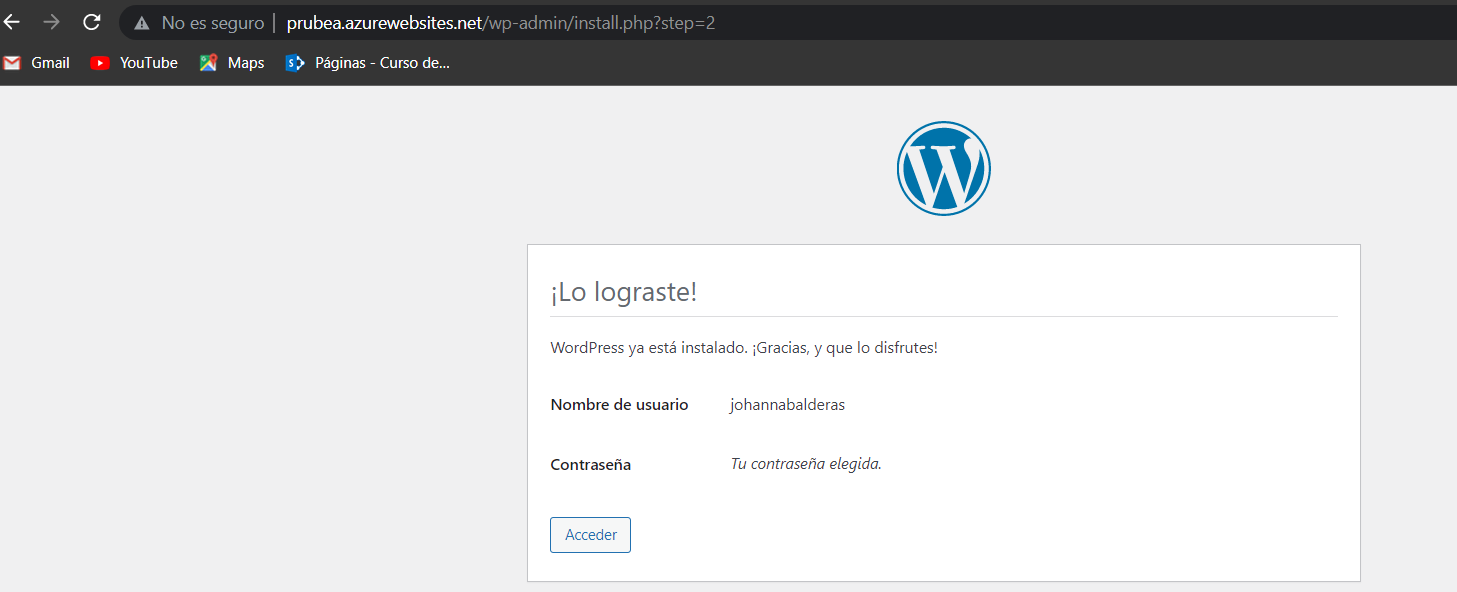 No es seguro | prubea.azurewebsites.net/wp-admin/install.php?step=2
Gmail YouTube Maps S Páginas - Curso de...
W
¡Lo lograste!
WordPress ya está instalado. ¡Gracias, y que lo disfrutes!
Nombre de usuario johannabalderas
Contraseña Tu contraseña elegida.
Acceder